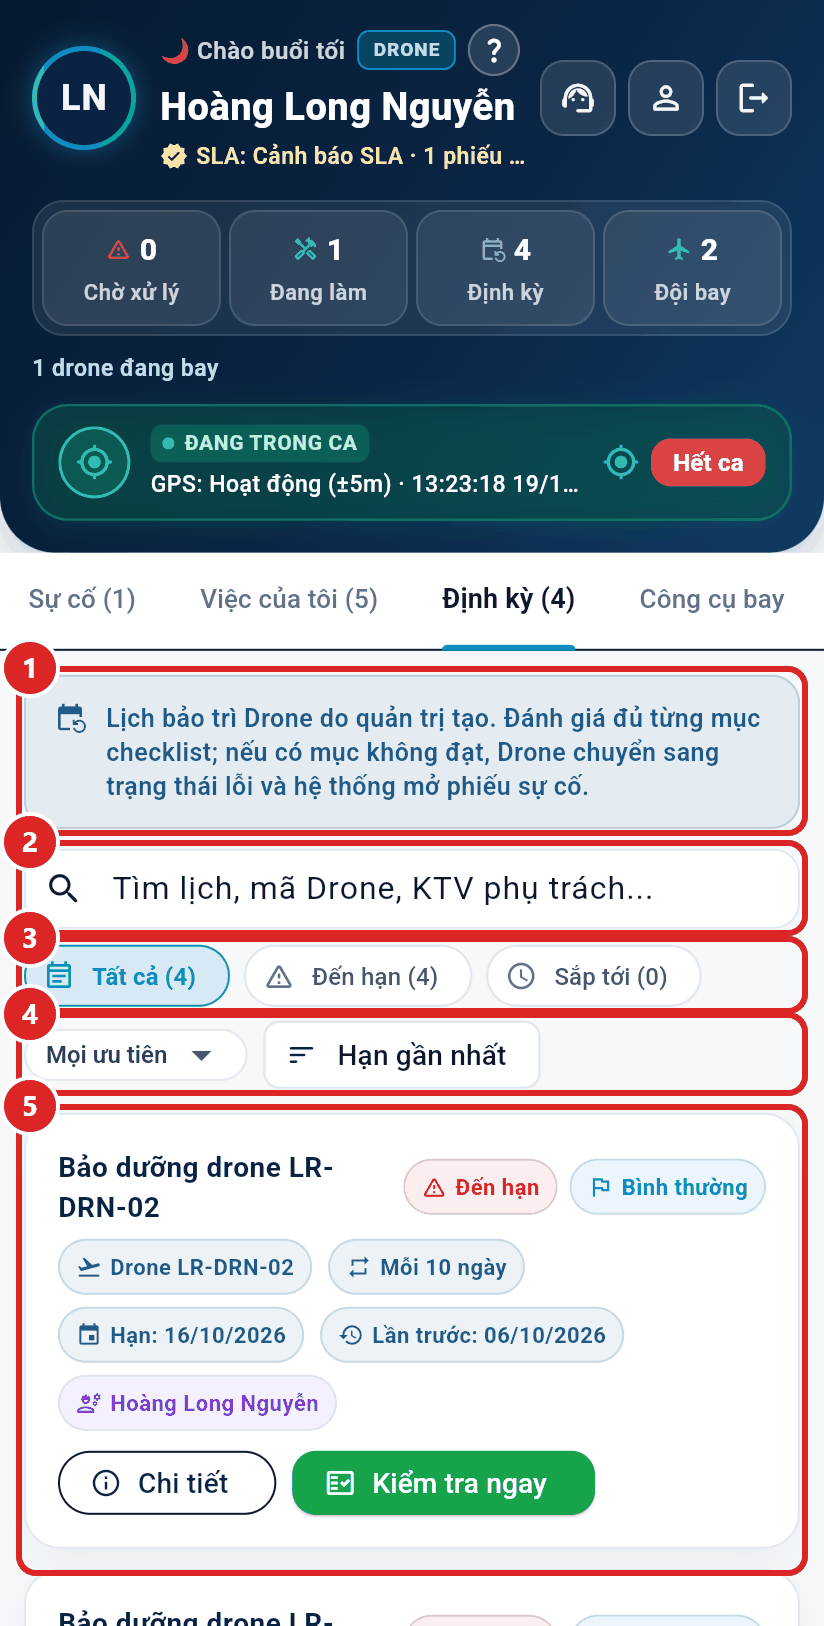 LN
Chào buổi tối
DRONE
?
Hoàng Long Nguyễn
SLA: Cảnh báo SLA · 1 phiếu ...
0
Chờ xử lý
1
Đang làm
4
Định kỳ
2
Đội bay
1 drone đang bay
ĐANG TRONG CA
GPS: Hoạt động (±5m) · 13:23:18 19/1...
Hết ca
Sự cố (1)
Việc của tôi (5)
Định kỳ (4)
Công cụ bay
1
Lịch bảo trì Drone do quản trị tạo. Đánh giá đủ từng mục
checklist; nếu có mục không đạt, Drone chuyển sang
trạng thái lỗi và hệ thống mở phiếu sự cố.
2
Tìm lịch, mã Drone, KTV phụ trách...
3
Tất cả (4)
Đến hạn (4)
Sắp tới (0)
4
Mọi ưu tiên
Hạn gần nhất
5
Bảo dưỡng drone LR-
DRN-02
Đến hạn
Bình thường
Drone LR-DRN-02
Mỗi 10 ngày
Hạn: 16/10/2026
Lần trước: 06/10/2026
Hoàng Long Nguyễn
Chi tiết
Kiểm tra ngay
Bảo dưỡng drone LR-